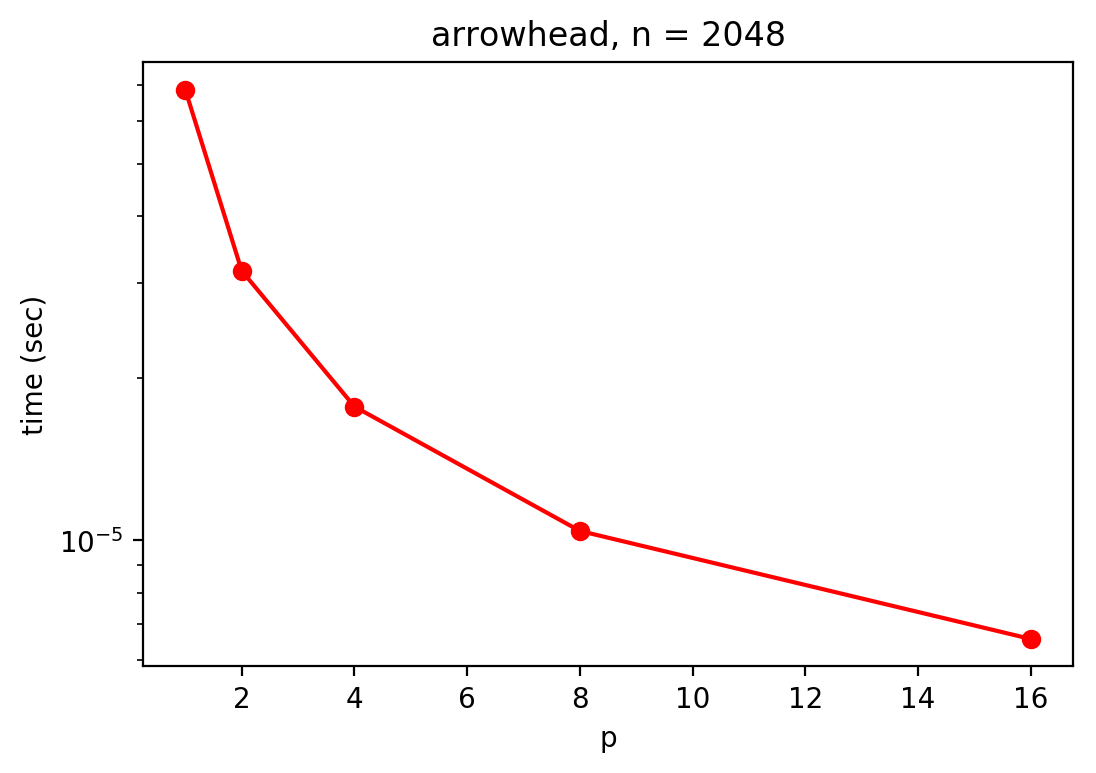 arrowhead, n = 2048
time (sec)
10⁻⁵
2 4 6 8 10 12 14 16
p